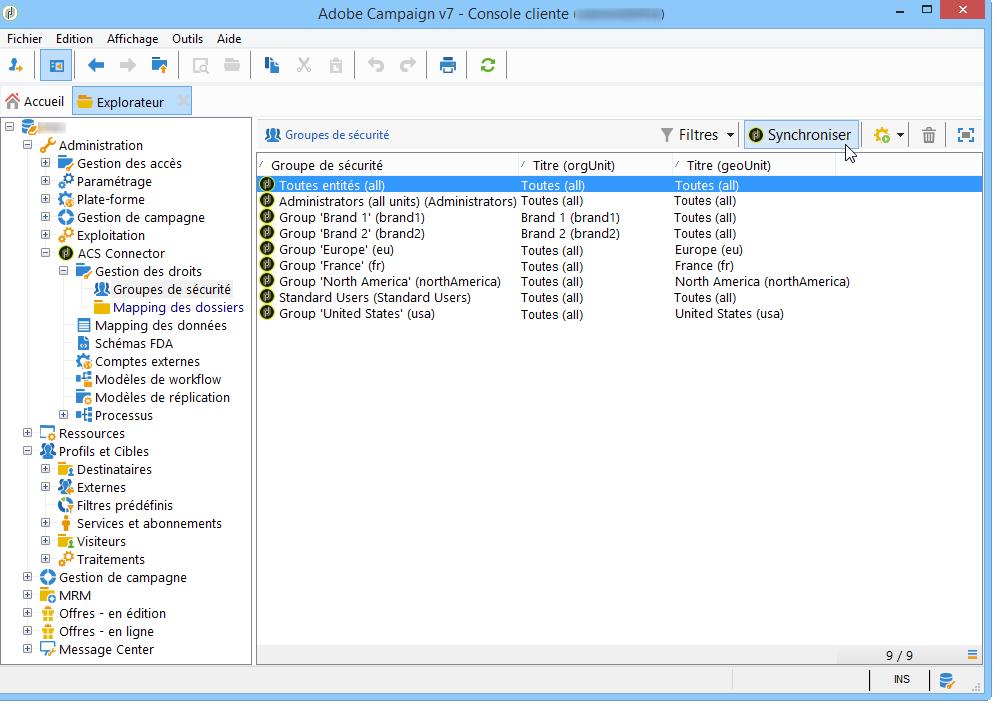 Adobe Campaign v7 - Console cliente ( )
Fichier Edition Affichage Outils Aide
Accueil Explorateur
Administration
Gestion des accès
Paramétrage
Plate-forme
Gestion de campagne
Exploitation
ACS Connector
Gestion des droits
Groupes de sécurité
Mapping des dossiers
Mapping des données
Schémas FDA
Comptes externes
Modèles de workflow
Modèles de réplication
Processus
Ressources
Profils et Cibles
Destinataires
Externes
Filtres prédéfinis
Services et abonnements
Visiteurs
Traitements
Gestion de campagne
MRM
Offres - en édition
Offres - en ligne
Message Center
Groupes de sécurité Filtres Synchroniser
Groupe de sécurité Titre (orgUnit) Titre (geoUnit)
Toutes entités (all) Toutes (all) Toutes (all)
Administrators (all units) (Administrators) Toutes (all) Toutes (all)
Group 'Brand 1' (brand1) Brand 1 (brand1) Toutes (all)
Group 'Brand 2' (brand2) Brand 2 (brand2) Toutes (all)
Group 'Europe' (eu) Toutes (all) Europe (eu)
Group 'France' (fr) Toutes (all) France (fr)
Group 'North America' (northAmerica) Toutes (all) North America (northAmerica)
Standard Users (Standard Users) Toutes (all) Toutes (all)
Group 'United States' (usa) Toutes (all) United States (usa)
9 / 9
INS